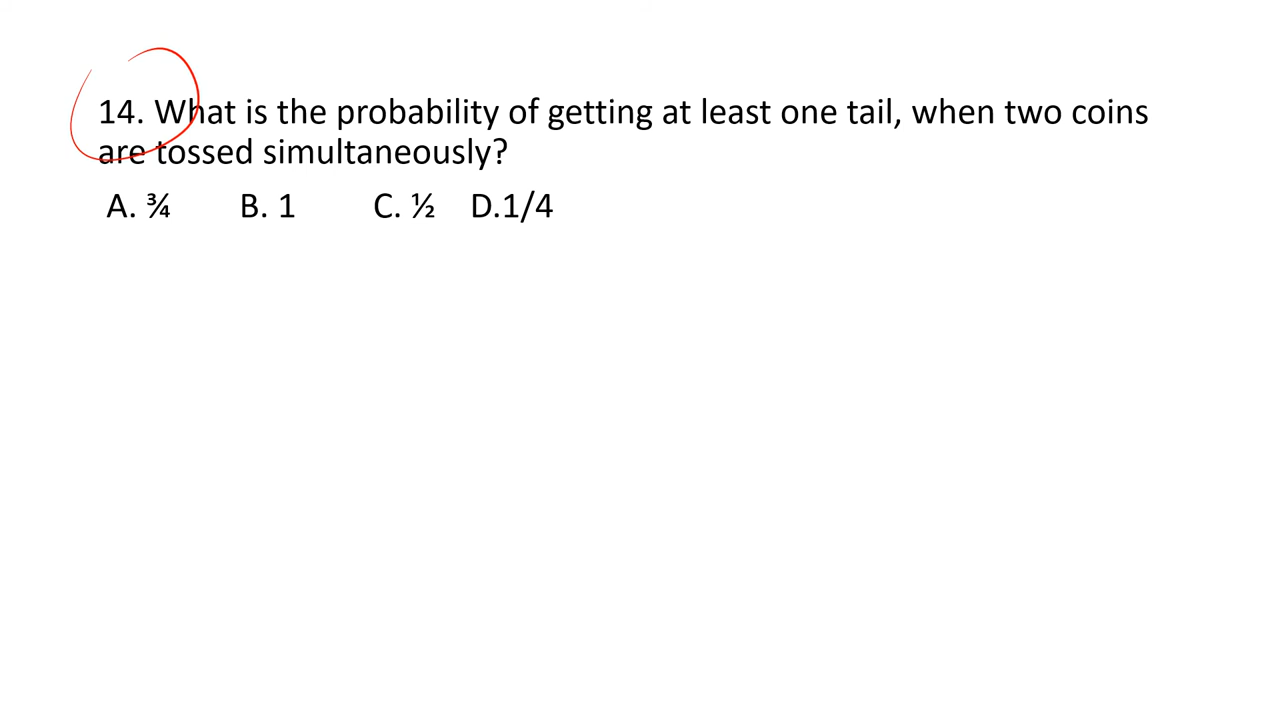 14. What is the probability of getting at least one tail, when two coins
are tossed simultaneously?
A. ¾ B. 1 C. ½ D.1/4